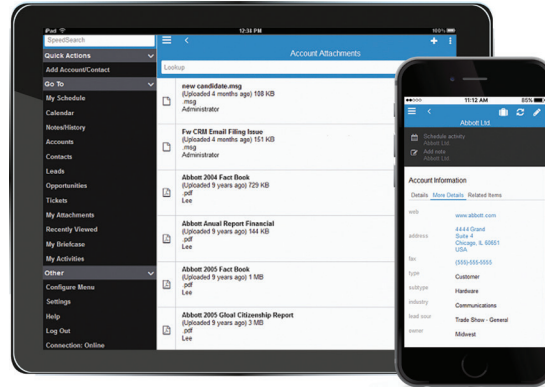 iPad
12:34 PM
100%
SpeedSearch
Quick Actions
Add Account/Contact
Go To
My Schedule
Calendar
Notes/History
Accounts
Contacts
Leads
Opportunities
Tickets
My Attachments
Recently Viewed
My Briefcase
My Activities
Other
Configure Menu
Settings
Help
Log Out
Connection: Online
Account Attachments
Lookup
new candidate.msg
(Uploaded 4 months ago) 108 KB
.msg
Administrator
Fw CRM Email Filing Issue
(Uploaded 4 months ago) 151 KB
.msg
Administrator
Abbott 2004 Fact Book
(Uploaded 9 years ago) 729 KB
.pdf
Lee
Abbott Anual Report Financial
(Uploaded 9 years ago) 144 KB
.pdf
Lee
Abbott 2005 Fact Book
(Uploaded 9 years ago) 1 MB
.pdf
Lee
Abbott 2005 Gloal Citizenship Report
(Uploaded 9 years ago) 3 MB
.pdf
Lee
11:12 AM
85%
Abbott Ltd.
Schedule activity
Abbott Ltd.
Add note
Abbott Ltd.
Account Information
Details More Details Related Items
web www.abbott.com
address 4444 Grand
Suite 4
Chicago, IL 60651
USA
fax (555)-555-5555
type Customer
subtype Hardware
industry Communications
lead sour Trade Show - General
owner Midwest